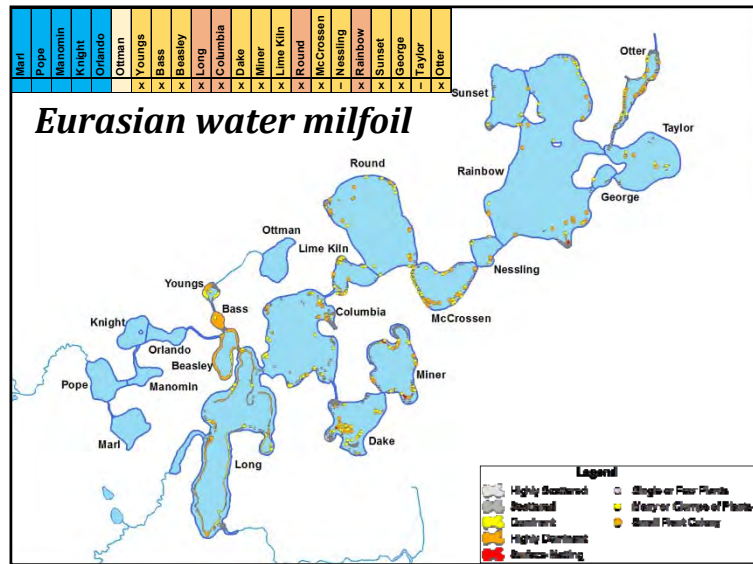 Marl Pope Manomin Knight Orlando Ottman Youngs Bass Beasley Long Columbia Dake Miner Lime Kiln Round McCrossen Nessling Rainbow Sunset George Taylor Otter
x x x x x x x x x x I x x x I x
Eurasian water milfoil
Otter
Sunset
Taylor
Round
Rainbow
George
Ottman
Lime Kiln
Nessling
Youngs
Bass
Columbia
Knight
McCrossen
Orlando
Beasley
Miner
Pope
Manomin
Marl
Dake
Long
Legend
Highly Scattered
Single or Few Plants
Scattered
Many or Clumps of Plants
Dominant
Small Plant Colony
Highly Dominant
Surface Matting